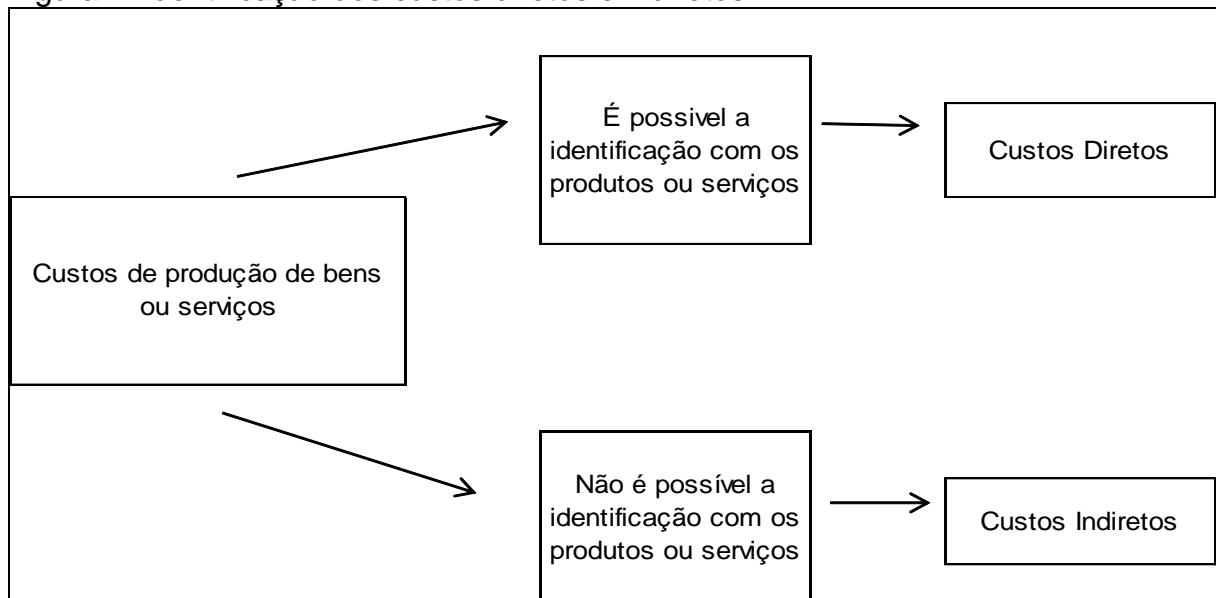 É possivel a
identificação com os
produtos ou serviços
Custos Diretos
Custos de produção de bens
ou serviços
Não é possível a
identificação com os
produtos ou serviços
Custos Indiretos